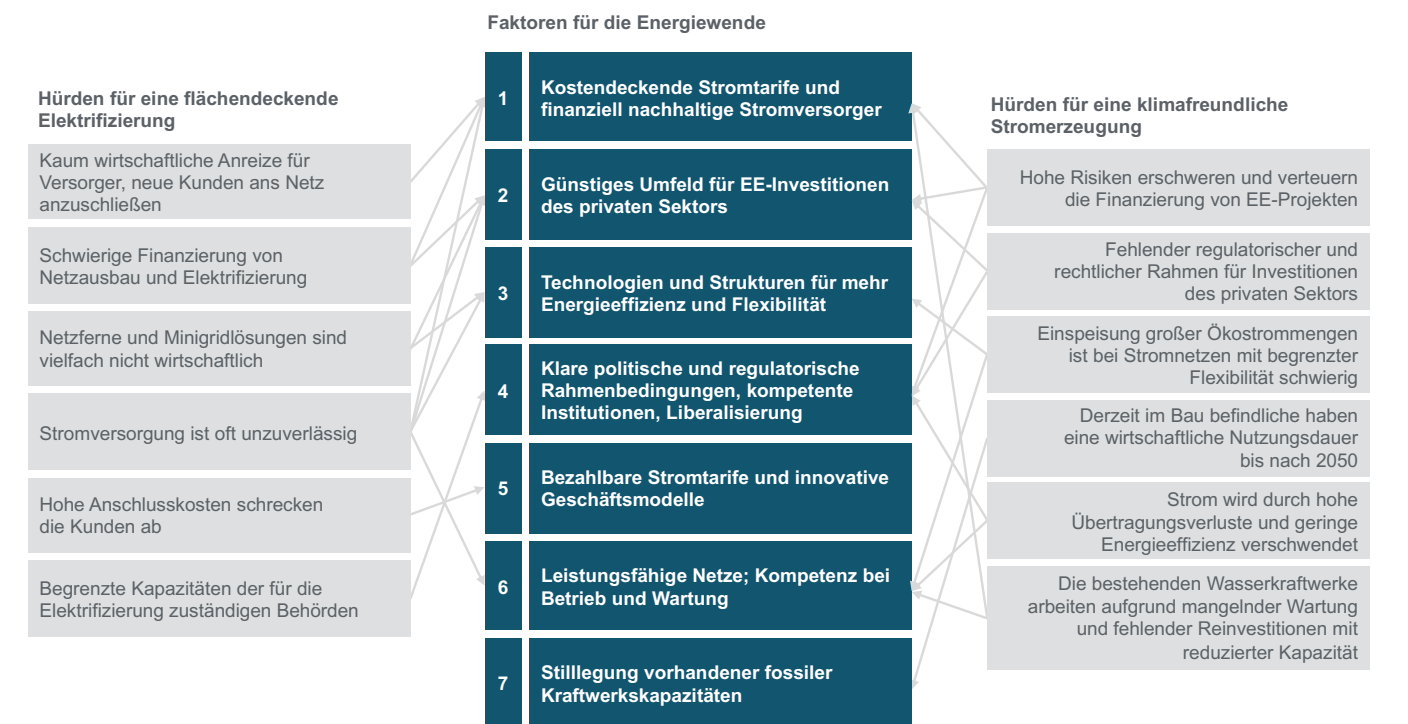 Faktoren für die Energiewende
Hürden für eine flächendeckende
Elektrifizierung
Kaum wirtschaftliche Anreize für
Versorger, neue Kunden ans Netz
anzuschließen
Schwierige Finanzierung von
Netzausbau und Elektrifizierung
Netzferne und Minigridlösungen sind
vielfach nicht wirtschaftlich
Stromversorgung ist oft unzuverlässig
Hohe Anschlusskosten schrecken
die Kunden ab
Begrenzte Kapazitäten der für die
Elektrifizierung zuständigen Behörden
1
Kostendeckende Stromtarife und
finanziell nachhaltige Stromversorger
2
Günstiges Umfeld für EE-Investitionen
des privaten Sektors
3
Technologien und Strukturen für mehr
Energieeffizienz und Flexibilität
4
Klare politische und regulatorische
Rahmenbedingungen, kompetente
Institutionen, Liberalisierung
5
Bezahlbare Stromtarife und innovative
Geschäftsmodelle
6
Leistungsfähige Netze; Kompetenz bei
Betrieb und Wartung
7
Stilllegung vorhandener fossiler
Kraftwerkskapazitäten
Hürden für eine klimafreundliche
Stromerzeugung
Hohe Risiken erschweren und verteuern
die Finanzierung von EE-Projekten
Fehlender regulatorischer und
rechtlicher Rahmen für Investitionen
des privaten Sektors
Einspeisung großer Ökostrommengen
ist bei Stromnetzen mit begrenzter
Flexibilität schwierig
Derzeit im Bau befindliche haben
eine wirtschaftliche Nutzungsdauer
bis nach 2050
Strom wird durch hohe
Übertragungsverluste und geringe
Energieeffizienz verschwendet
Die bestehenden Wasserkraftwerke
arbeiten aufgrund mangelnder Wartung
und fehlender Reinvestitionen mit
reduzierter Kapazität